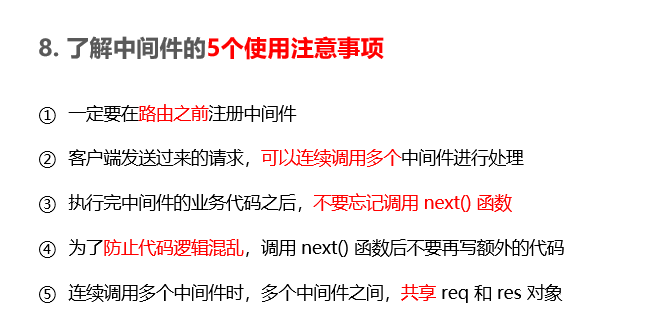 8. 了解中间件的5个使用注意事项
① 一定要在路由之前注册中间件
② 客户端发送过来的请求，可以连续调用多个中间件进行处理
③ 执行完中间件的业务代码之后，不要忘记调用 next() 函数
④ 为了防止代码逻辑混乱，调用 next() 函数后不要再写额外的代码
⑤ 连续调用多个中间件时，多个中间件之间，共享 req 和 res 对象